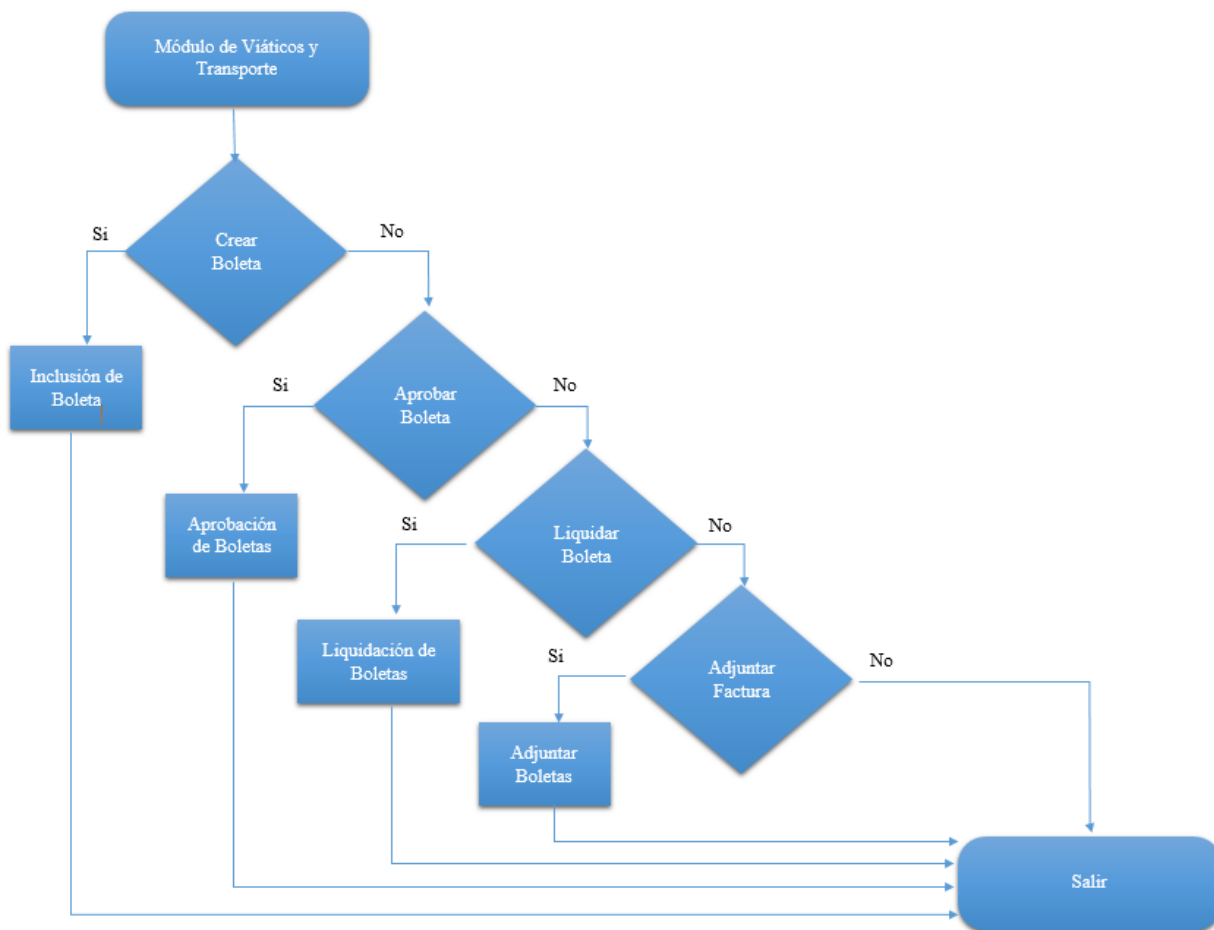 Módulo de Viáticos y
Transporte
Crear
Boleta
Si
No
Inclusión de
Boleta
Aprobar
Boleta
Si
No
Aprobación
de Boletas
Liquidar
Boleta
Si
No
Liquidación de
Boletas
Adjuntar
Factura
Si
No
Adjuntar
Boletas
Salir